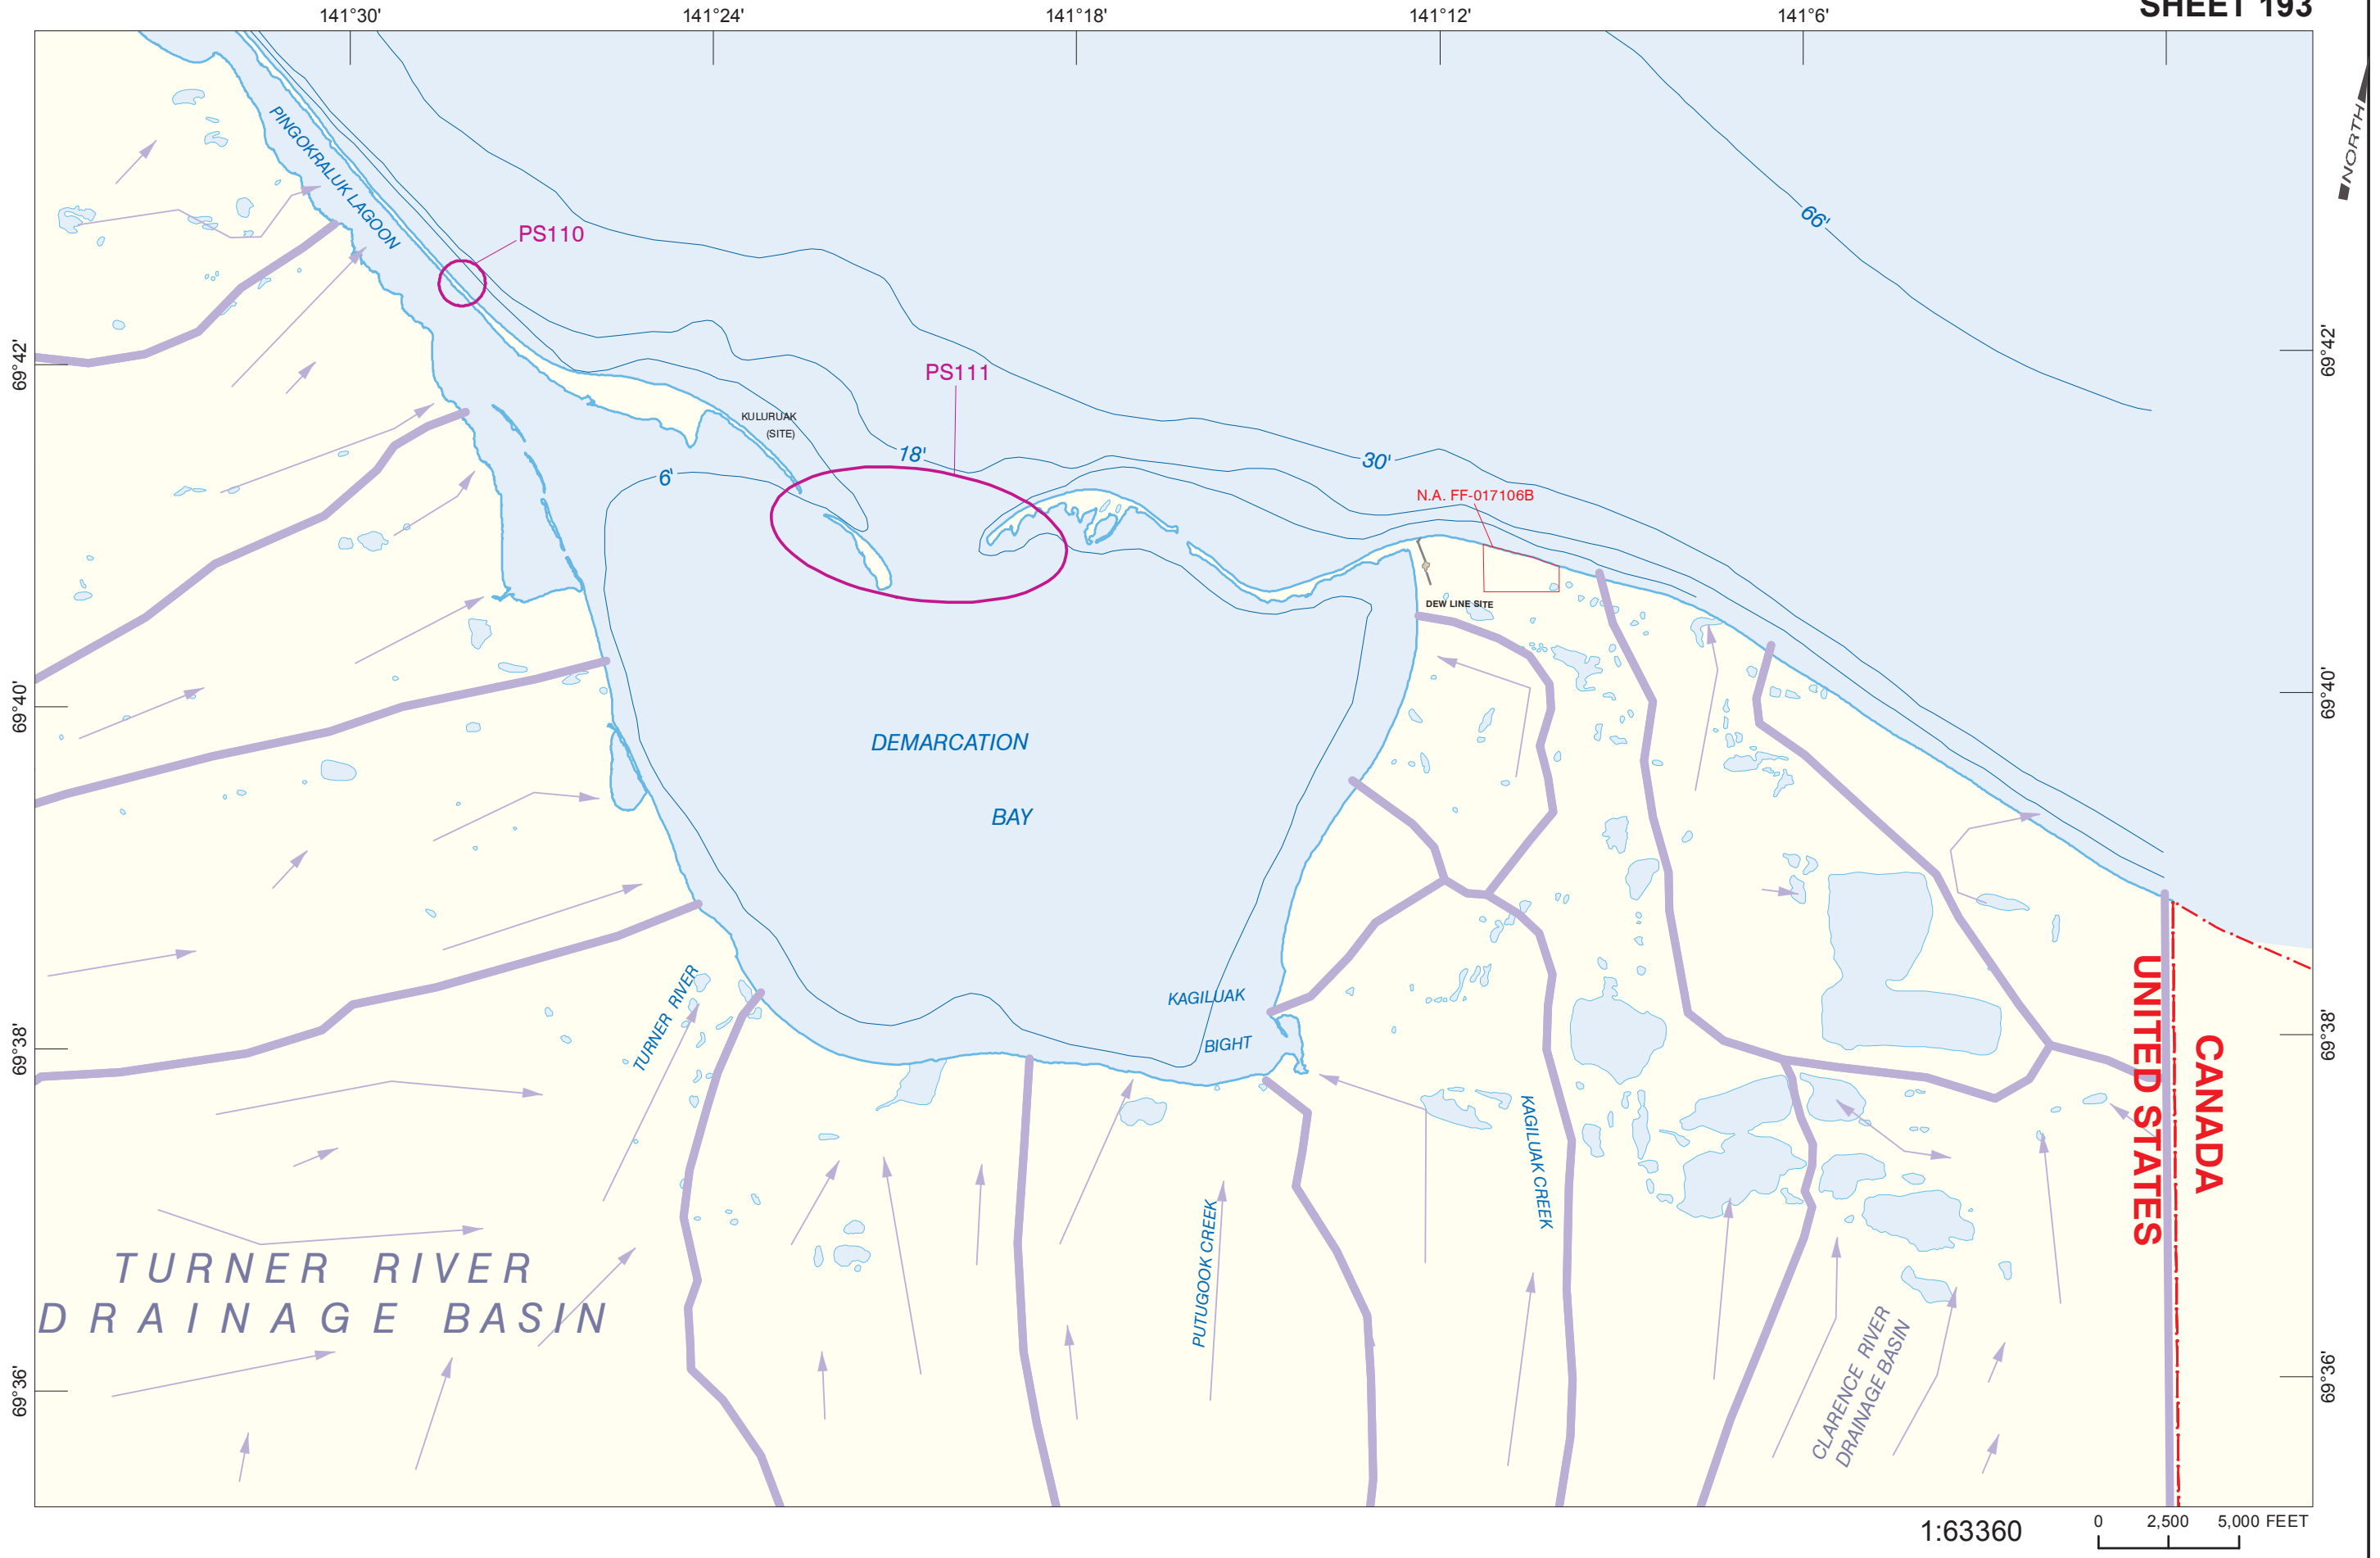 SHEET 193
141°30'
141°24'
141°18'
141°12'
141°6'
NORTH
PINGOKRALUK LAGOON
66'
PS110
69°42'
69°42'
PS111
KULURUAK
(SITE)
18'
30'
6'
N.A. FF-017106B
DEW LINE SITE
69°40'
69°40'
DEMARCATION
BAY
TURNER RIVER
KAGILUAK
BIGHT
UNITED STATES
CANADA
69°38'
69°38'
KAGILUAK CREEK
PUTUGOOK CREEK
TURNER RIVER
DRAINAGE BASIN
CLARENCE RIVER
DRAINAGE BASIN
69°36'
69°36'
1:63360
0 2,500 5,000 FEET